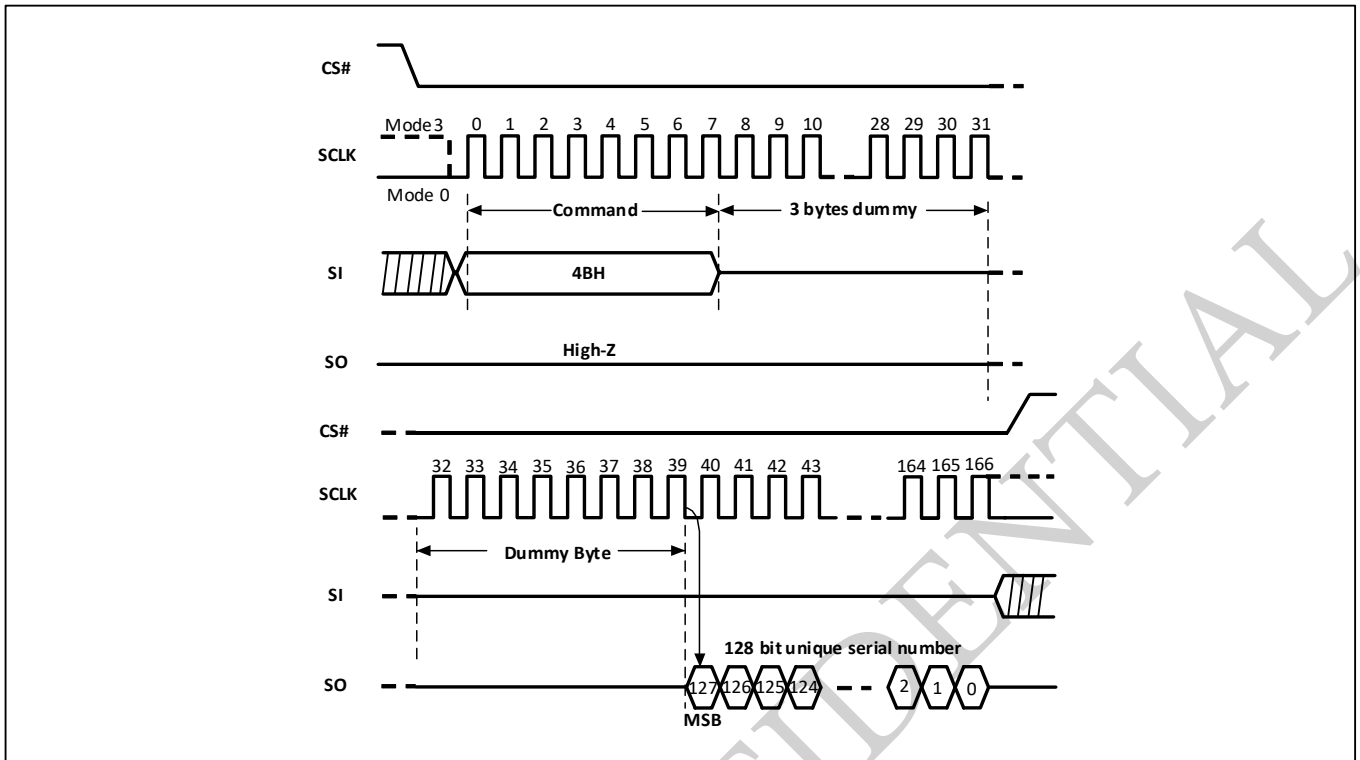 CS#
Mode 3 0 1 2 3 4 5 6 7 8 9 10 28 29 30 31
SCLK
Mode 0
Command 3 bytes dummy
SI 4BH
High-Z
SO
CS#
32 33 34 35 36 37 38 39 40 41 42 43 164 165 166
SCLK
Dummy Byte
SI
128 bit unique serial number
SO 127 126 125 124 2 1 0
MSB
FIDENTIAL